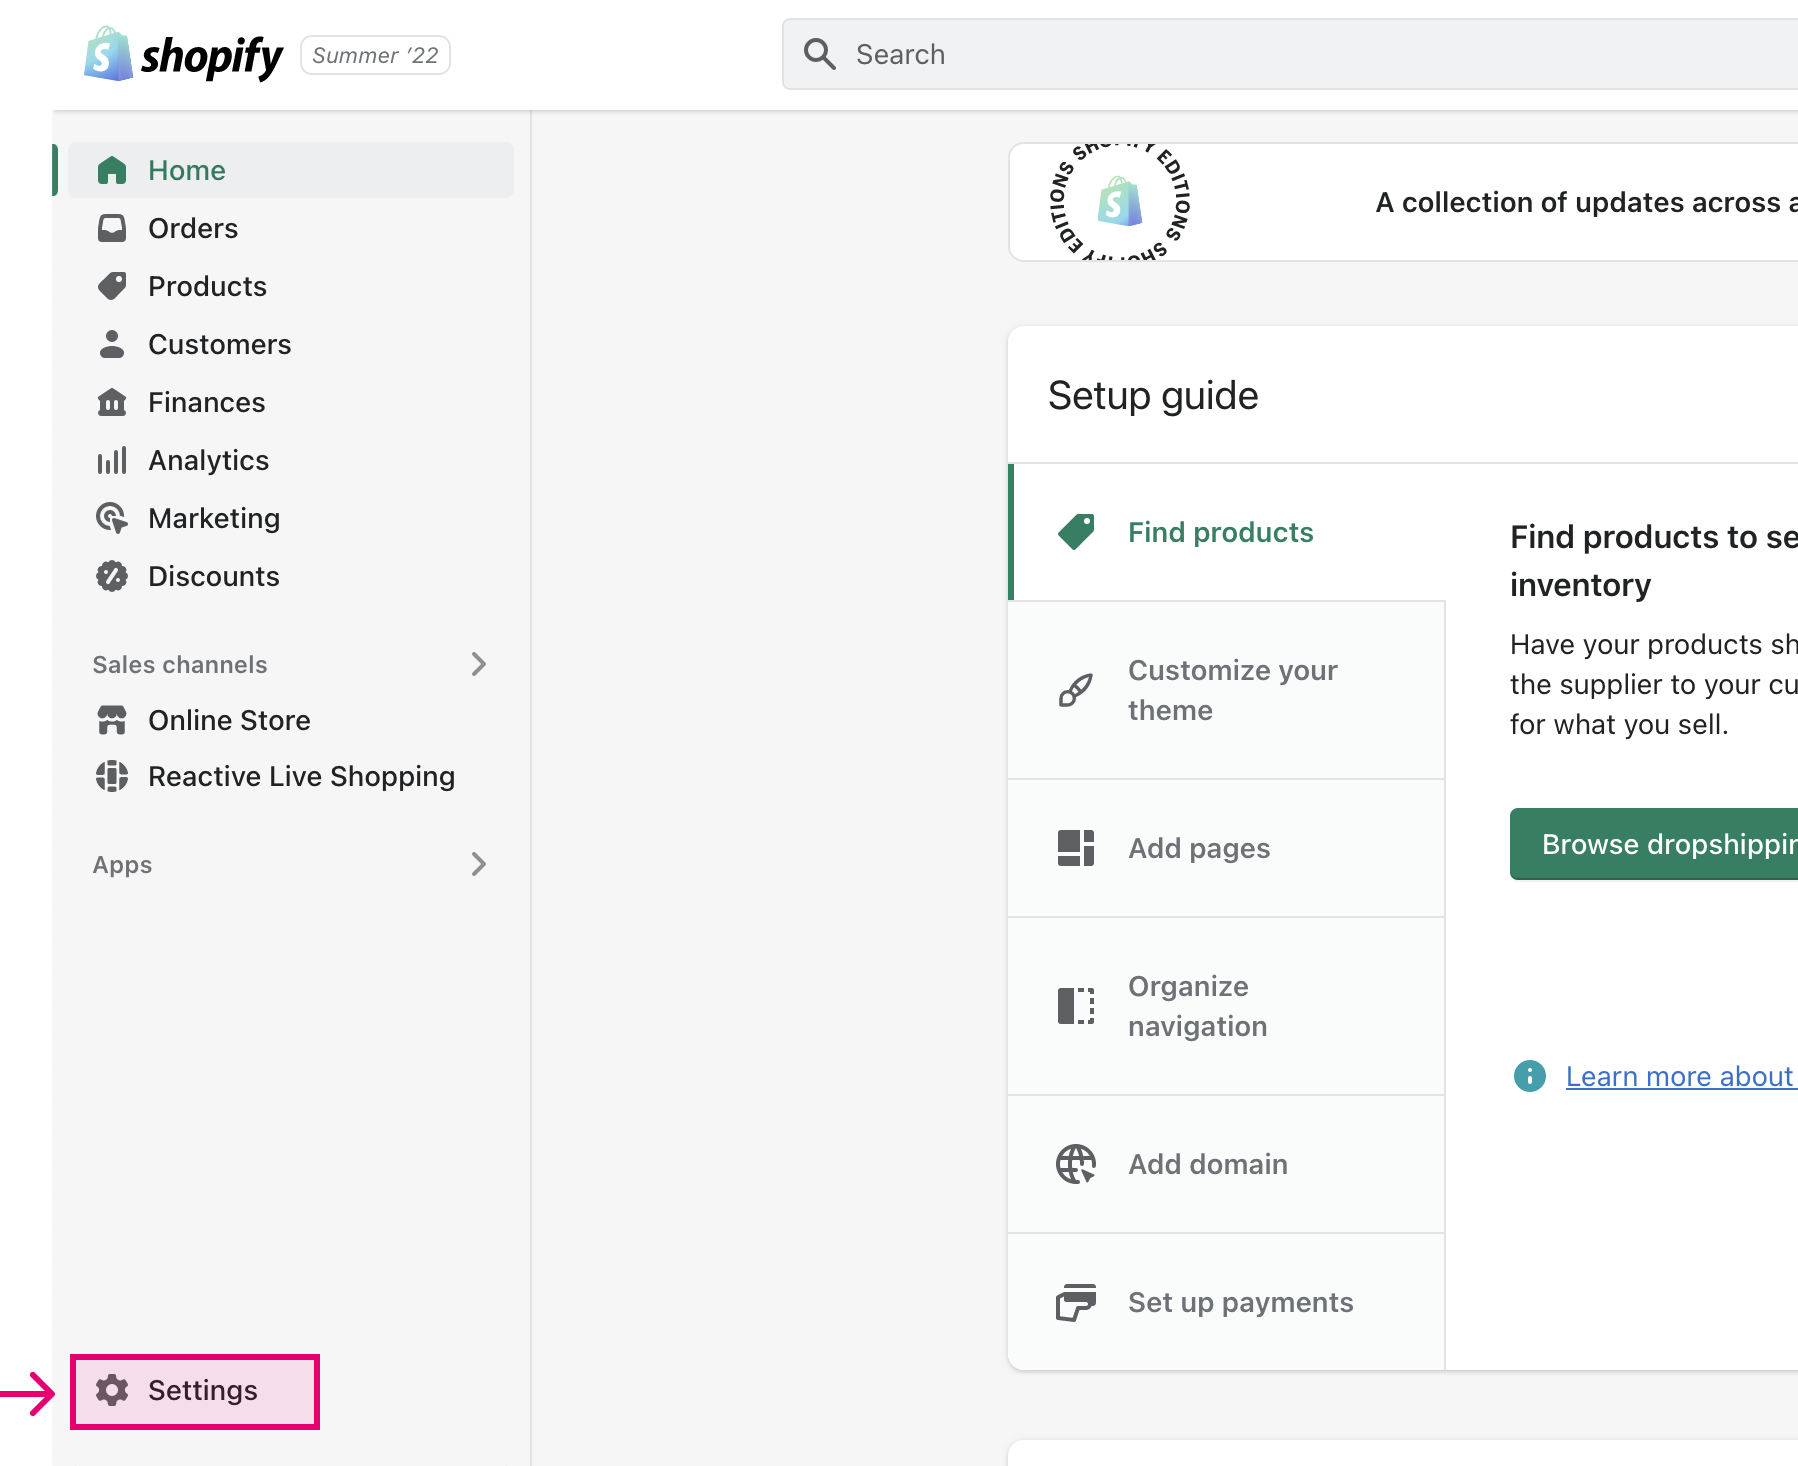 shopify
Summer ’22
Search
Home
Orders
Products
Customers
Finances
Analytics
Marketing
Discounts
Sales channels
Online Store
Reactive Live Shopping
Apps
Settings
SHOPIFY EDITIONS SHOPIFY EDITIONS
A collection of updates across
Setup guide
Find products
Customize your
theme
Add pages
Organize
navigation
Add domain
Set up payments
Find products to se
inventory
Have your products sh
the supplier to your cu
for what you sell.
Browse dropshippin
Learn more about